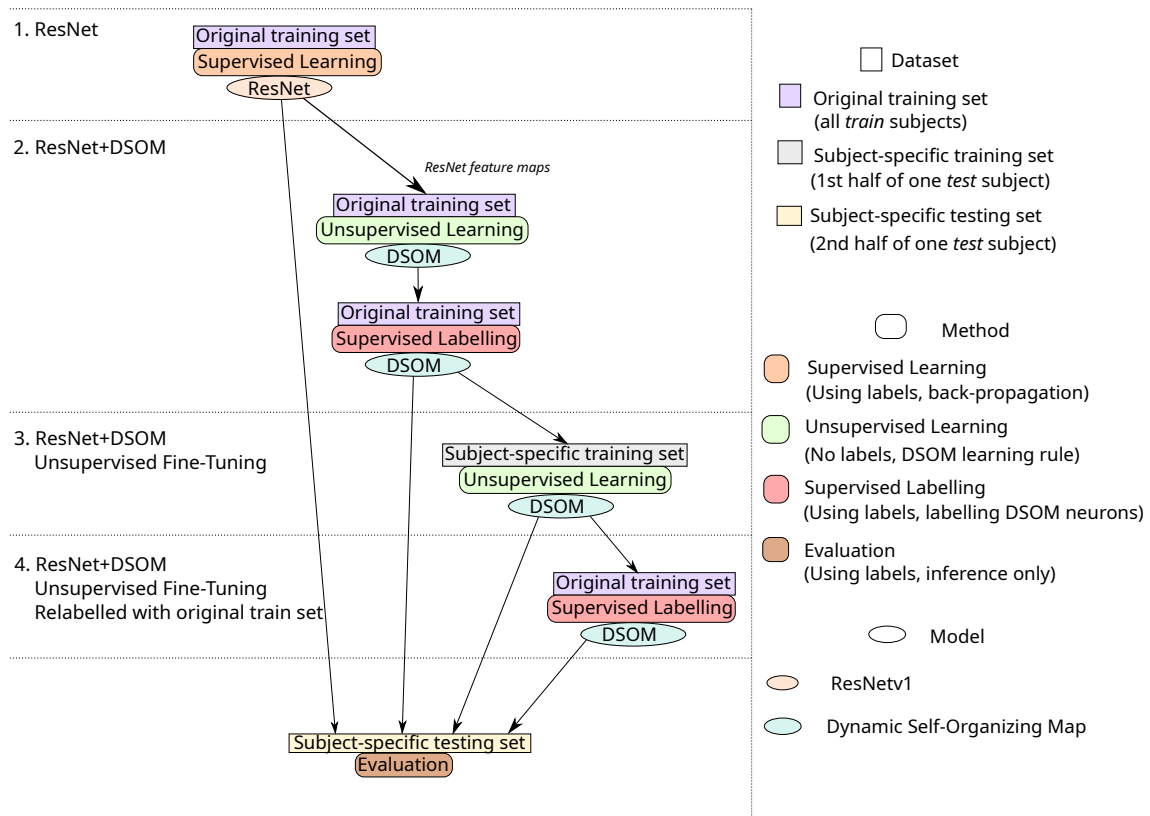 1. ResNet
Original training set
Supervised Learning
ResNet
2. ResNet+DSOM
ResNet feature maps
Original training set
Unsupervised Learning
DSOM
Original training set
Supervised Labelling
DSOM
3. ResNet+DSOM
Unsupervised Fine-Tuning
Subject-specific training set
Unsupervised Learning
DSOM
4. ResNet+DSOM
Unsupervised Fine-Tuning
Relabelled with original train set
Original training set
Supervised Labelling
DSOM
Subject-specific testing set
Evaluation
Dataset
Original training set
(all train subjects)
Subject-specific training set
(1st half of one test subject)
Subject-specific testing set
(2nd half of one test subject)
Method
Supervised Learning
(Using labels, back-propagation)
Unsupervised Learning
(No labels, DSOM learning rule)
Supervised Labelling
(Using labels, labelling DSOM neurons)
Evaluation
(Using labels, inference only)
Model
ResNetv1
Dynamic Self-Organizing Map